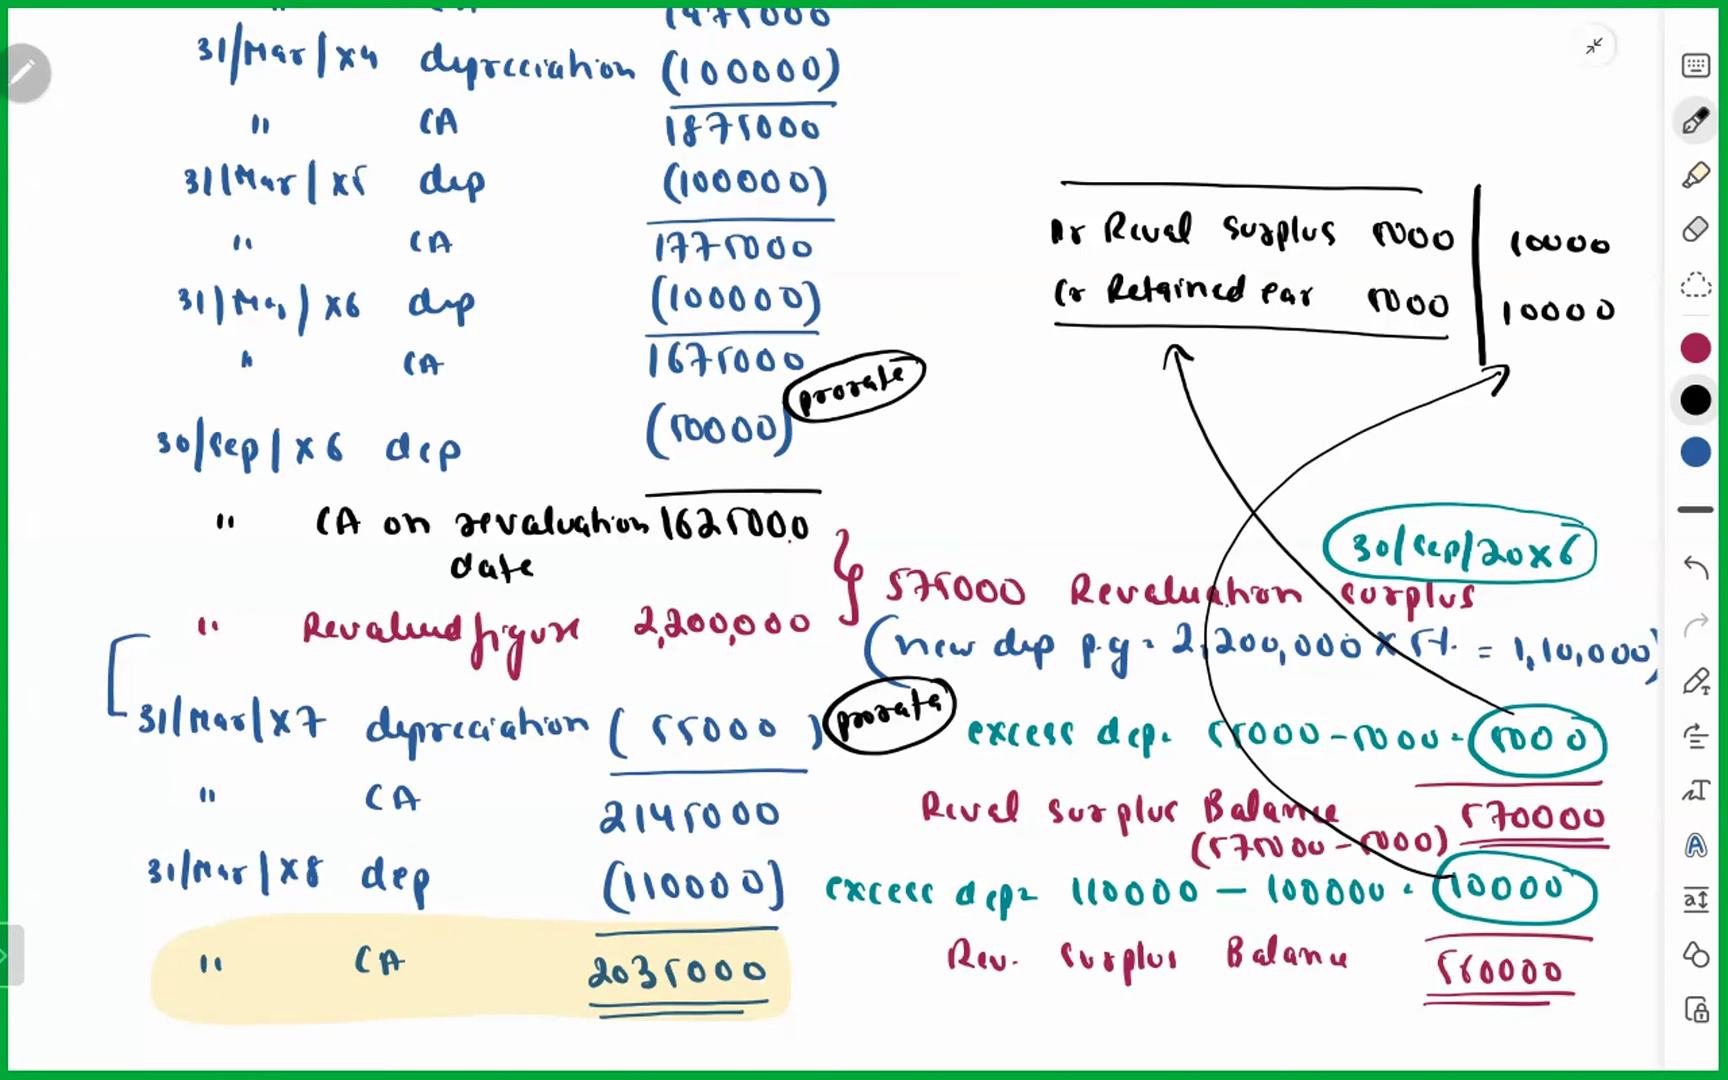 1975000
31/Mar/x4 depreciation (100000)
" CA 1875000
31/Mar/x5 dep (100000)
" CA 1775000
31/Mar/x6 dep (100000)
" CA 1675000
prorate
30/Sep/x6 dep (50000)
" CA on revaluation 1625000
date
" Revalued figure 2,200,000
31/Mar/x7 depreciation (55000)
prorata
" CA 2145000
31/Mar/x8 dep (110000)
" CA 2035000
Dr Reval Surplus 5000 10000
Cr Retained ear 5000 10000
30/Sep/20x6
575000 Revaluation surplus
(new dep p.g = 2,200,000 x 5%. = 1,10,000)
excess dep = 55000 - 5000 = 5000
Reval surplus Balance 570000
(575000 - 5000)
excess dep = 110000 - 100000 = 10000
Rev. surplus Balance 560000